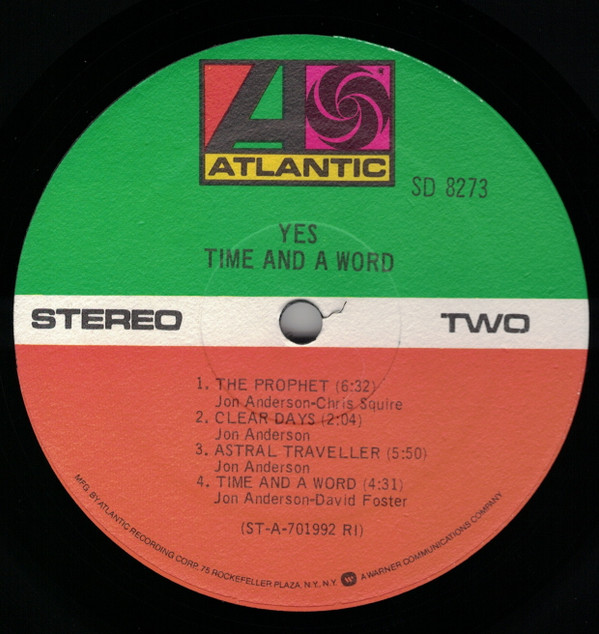 ATLANTIC
SD 8273
YES
TIME AND A WORD
STEREO
TWO
1. THE PROPHET (6:32)
Jon Anderson-Chris Squire
2. CLEAR DAYS (2:04)
Jon Anderson
3. ASTRAL TRAVELLER (5:50)
Jon Anderson
4. TIME AND A WORD (4:31)
Jon Anderson-David Foster
(ST-A-701992 RI)
MFG. BY ATLANTIC RECORDING CORP., 75 ROCKEFELLER PLAZA, N.Y., N.Y. W A WARNER COMMUNICATIONS COMPANY